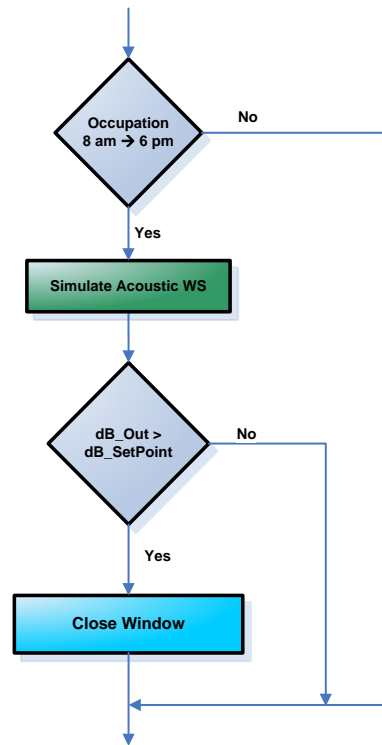 Occupation
8 am → 6 pm
No
Yes
Simulate Acoustic WS
dB_Out >
dB_SetPoint
No
Yes
Close Window